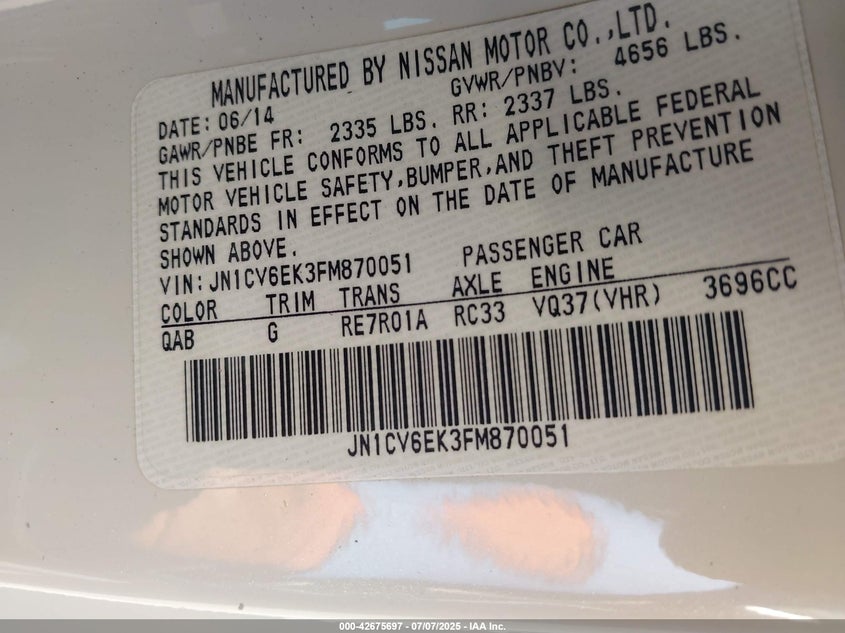 MANUFACTURED BY NISSAN MOTOR CO.,LTD.
DATE: 06/14 GVWR/PNBV: 4656 LBS.
GAWR/PNBE FR: 2335 LBS. RR: 2337 LBS.
THIS VEHICLE CONFORMS TO ALL APPLICABLE FEDERAL
MOTOR VEHICLE SAFETY,BUMPER,AND THEFT PREVENTION
STANDARDS IN EFFECT ON THE DATE OF MANUFACTURE
SHOWN ABOVE.
VIN: JN1CV6EK3FM870051 PASSENGER CAR
COLOR TRIM TRANS AXLE ENGINE
QAB G RE7R01A RC33 VQ37(VHR) 3696CC
JN1CV6EK3FM870051
000-42675697 - 07/07/2025 - IAA Inc.